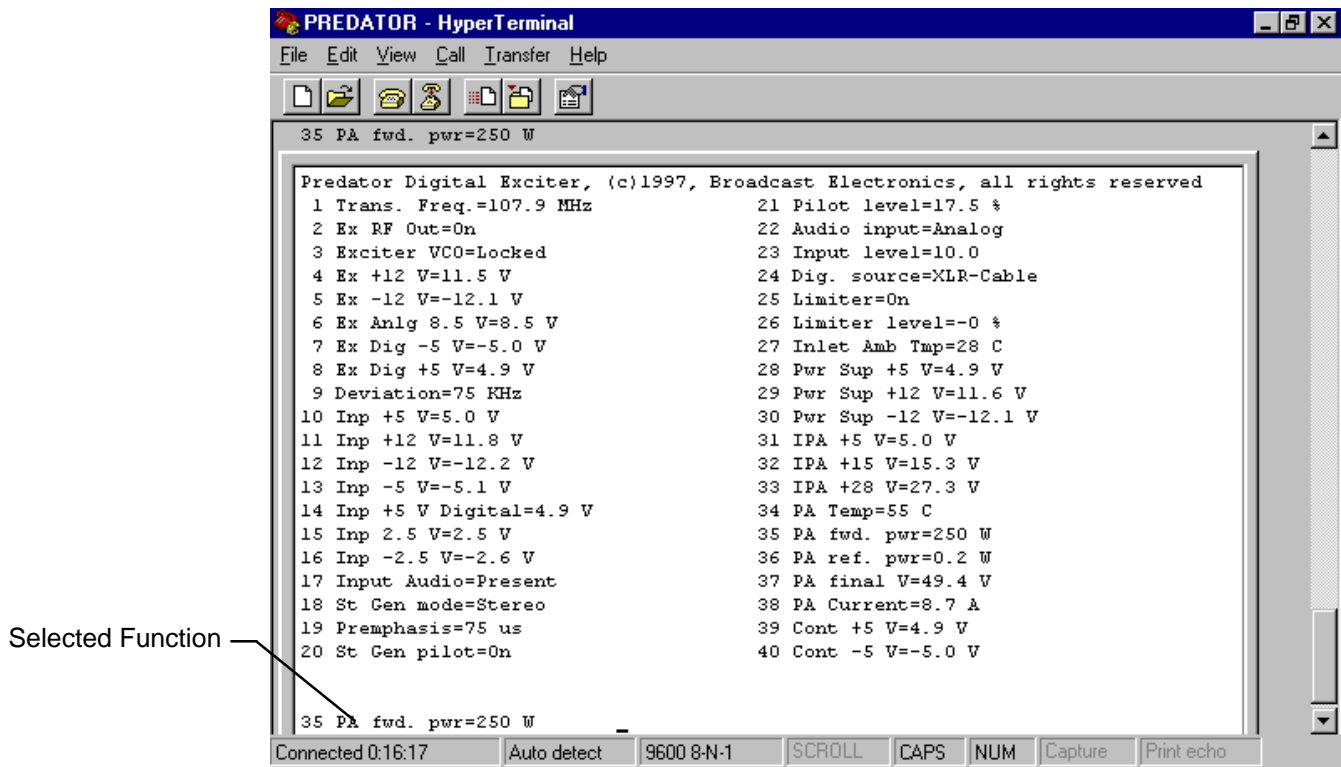 PREDATOR - HyperTerminal
File Edit View Call Transfer Help
35 PA fwd. pwr=250 W
Predator Digital Exciter, (c)1997, Broadcast Electronics, all rights reserved
1 Trans. Freq.=107.9 MHz 21 Pilot level=17.5 %
2 Ex RF Out=On 22 Audio input=Analog
3 Exciter VCO=Locked 23 Input level=10.0
4 Ex +12 V=11.5 V 24 Dig. source=XLR-Cable
5 Ex -12 V=-12.1 V 25 Limiter=On
6 Ex Anlg 8.5 V=8.5 V 26 Limiter level=-0 %
7 Ex Dig -5 V=-5.0 V 27 Inlet Amb Tmp=28 C
8 Ex Dig +5 V=4.9 V 28 Pwr Sup +5 V=4.9 V
9 Deviation=75 KHz 29 Pwr Sup +12 V=11.6 V
10 Inp +5 V=5.0 V 30 Pwr Sup -12 V=-12.1 V
11 Inp +12 V=11.8 V 31 IPA +5 V=5.0 V
12 Inp -12 V=-12.2 V 32 IPA +15 V=15.3 V
13 Inp -5 V=-5.1 V 33 IPA +28 V=27.3 V
14 Inp +5 V Digital=4.9 V 34 PA Temp=55 C
15 Inp 2.5 V=2.5 V 35 PA fwd. pwr=250 W
16 Inp -2.5 V=-2.6 V 36 PA ref. pwr=0.2 W
17 Input Audio=Present 37 PA final V=49.4 V
18 St Gen mode=Stereo 38 PA Current=8.7 A
19 Premphasis=75 us 39 Cont +5 V=4.9 V
20 St Gen pilot=On 40 Cont -5 V=-5.0 V
Selected Function
35 PA fwd. pwr=250 W _
Connected 0:16:17 Auto detect 9600 8-N-1 SCROLL CAPS NUM Capture Print echo